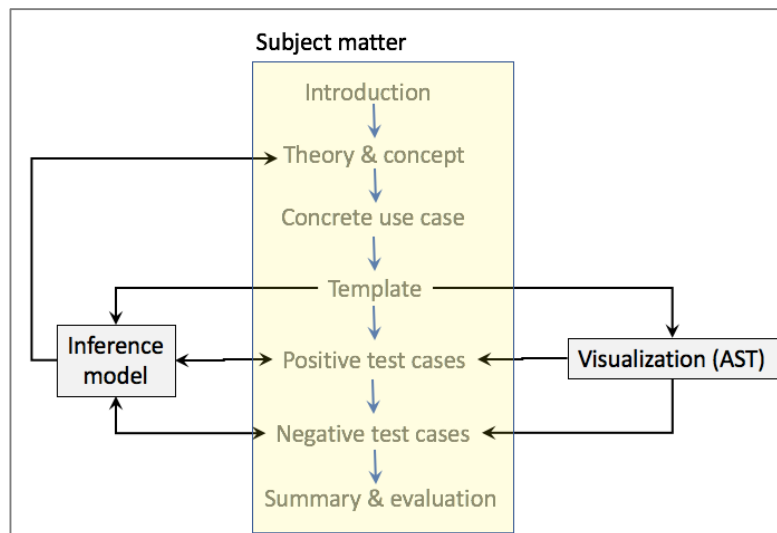 Subject matter
Introduction
Theory & concept
Concrete use case
Template
Inference
model
Positive test cases
Visualization (AST)
Negative test cases
Summary & evaluation